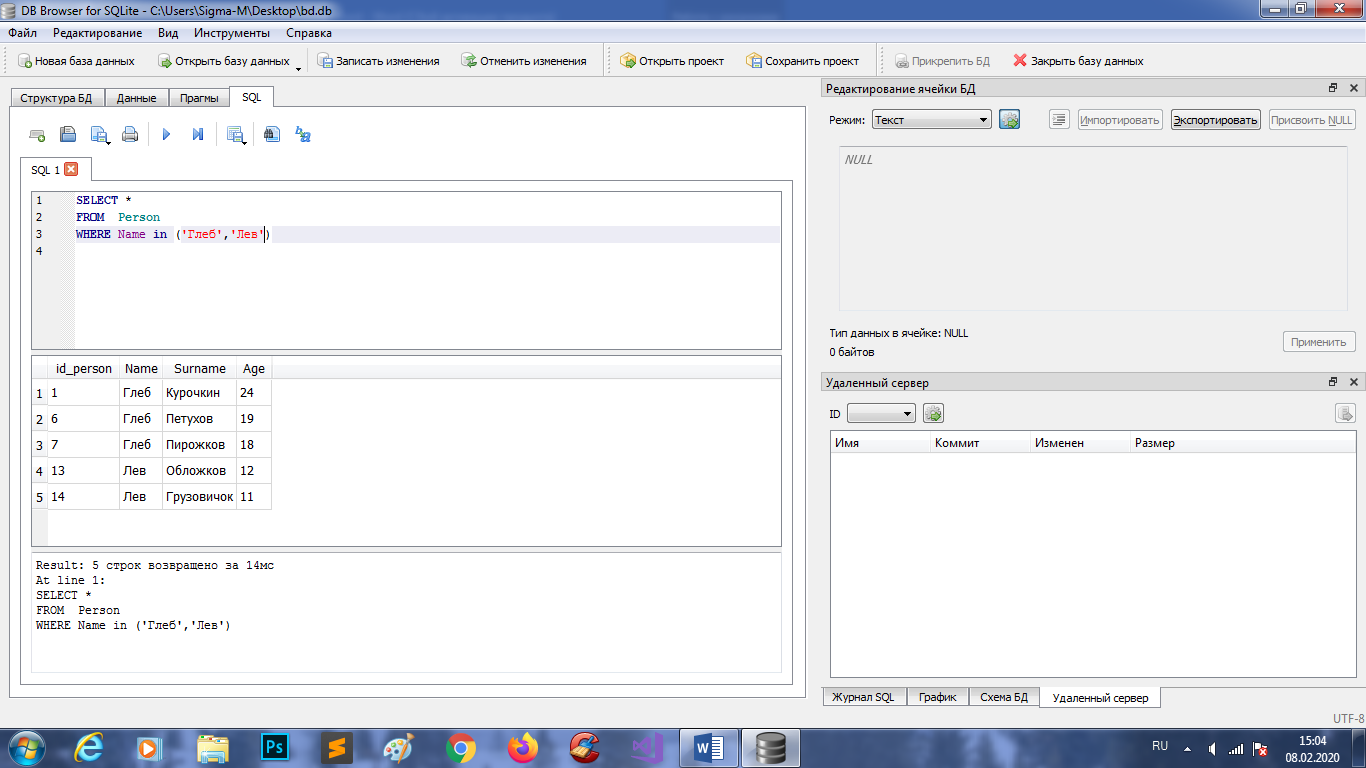 DB Browser for SQLite - C:\Users\Sigma-M\Desktop\bd.db
Файл Редактирование Вид Инструменты Справка
Новая база данных Открыть базу данных Записать изменения Отменить изменения Открыть проект Сохранить проект Прикрепить БД Закрыть базу данных
Структура БД Данные Прагмы SQL
SQL 1
1 SELECT *
2 FROM Person
3 WHERE Name in ('Глеб','Лев')
4
id_person Name Surname Age
1 1 Глеб Курочкин 24
2 6 Глеб Петухов 19
3 7 Глеб Пирожков 18
4 13 Лев Обложков 12
5 14 Лев Грузовичок 11
Result: 5 строк возвращено за 14мс
At line 1:
SELECT *
FROM Person
WHERE Name in ('Глеб','Лев')
Редактирование ячейки БД
Режим: Текст Импортировать Экспортировать Присвоить NULL
NULL
Тип данных в ячейке: NULL
0 байтов
Применить
Удаленный сервер
ID
Имя Коммит Изменен Размер
Журнал SQL График Схема БД Удаленный сервер
UTF-8
Ps
RU
15:04
08.02.2020